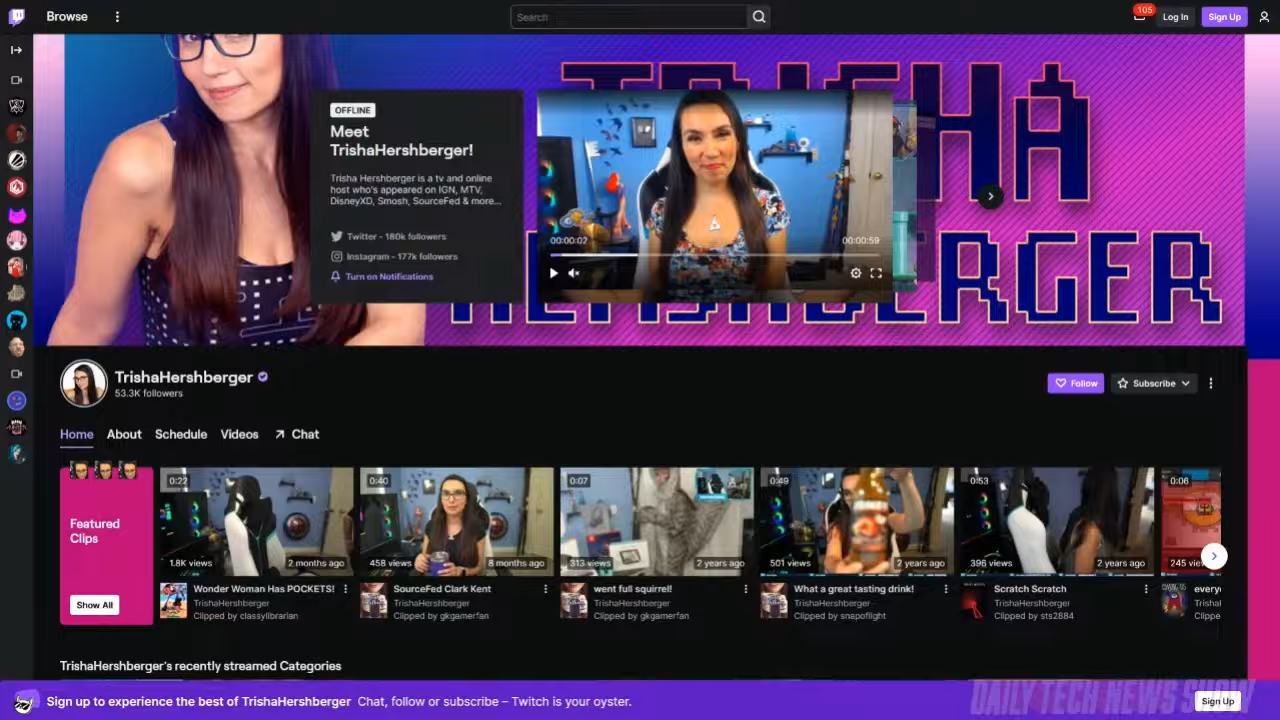 Browse
Search
105
Log In
Sign Up
TRISHA
HERSHBERGER
OFFLINE
Meet
TrishaHershberger!
Trisha Hershberger is a tv and online
host who's appeared on IGN, MTV,
DisneyXD, Smosh, SourceFed & more...
Twitter - 180k followers
Instagram - 177k followers
Turn on Notifications
00:00:02
00:00:59
TrishaHershberger
53.3K followers
Follow
Subscribe
Home About Schedule Videos Chat
Featured
Clips
Show All
0:22
1.8K views
2 months ago
Wonder Woman Has POCKETS!
TrishaHershberger
Clipped by classylibrarian
0:40
458 views
8 months ago
SourceFed Clark Kent
TrishaHershberger
Clipped by gkgamerfan
0:07
313 views
2 years ago
went full squirrel!
TrishaHershberger
Clipped by gkgamerfan
0:49
501 views
2 years ago
What a great tasting drink!
TrishaHershberger
Clipped by snapoflight
0:53
396 views
2 years ago
Scratch Scratch
TrishaHershberger
Clipped by sts2884
0:06
245 view
every
Trishal
Clippe
TrishaHershberger's recently streamed Categories
Sign up to experience the best of TrishaHershberger Chat, follow or subscribe – Twitch is your oyster.
Sign Up
DAILY TECH NEWS SHOW